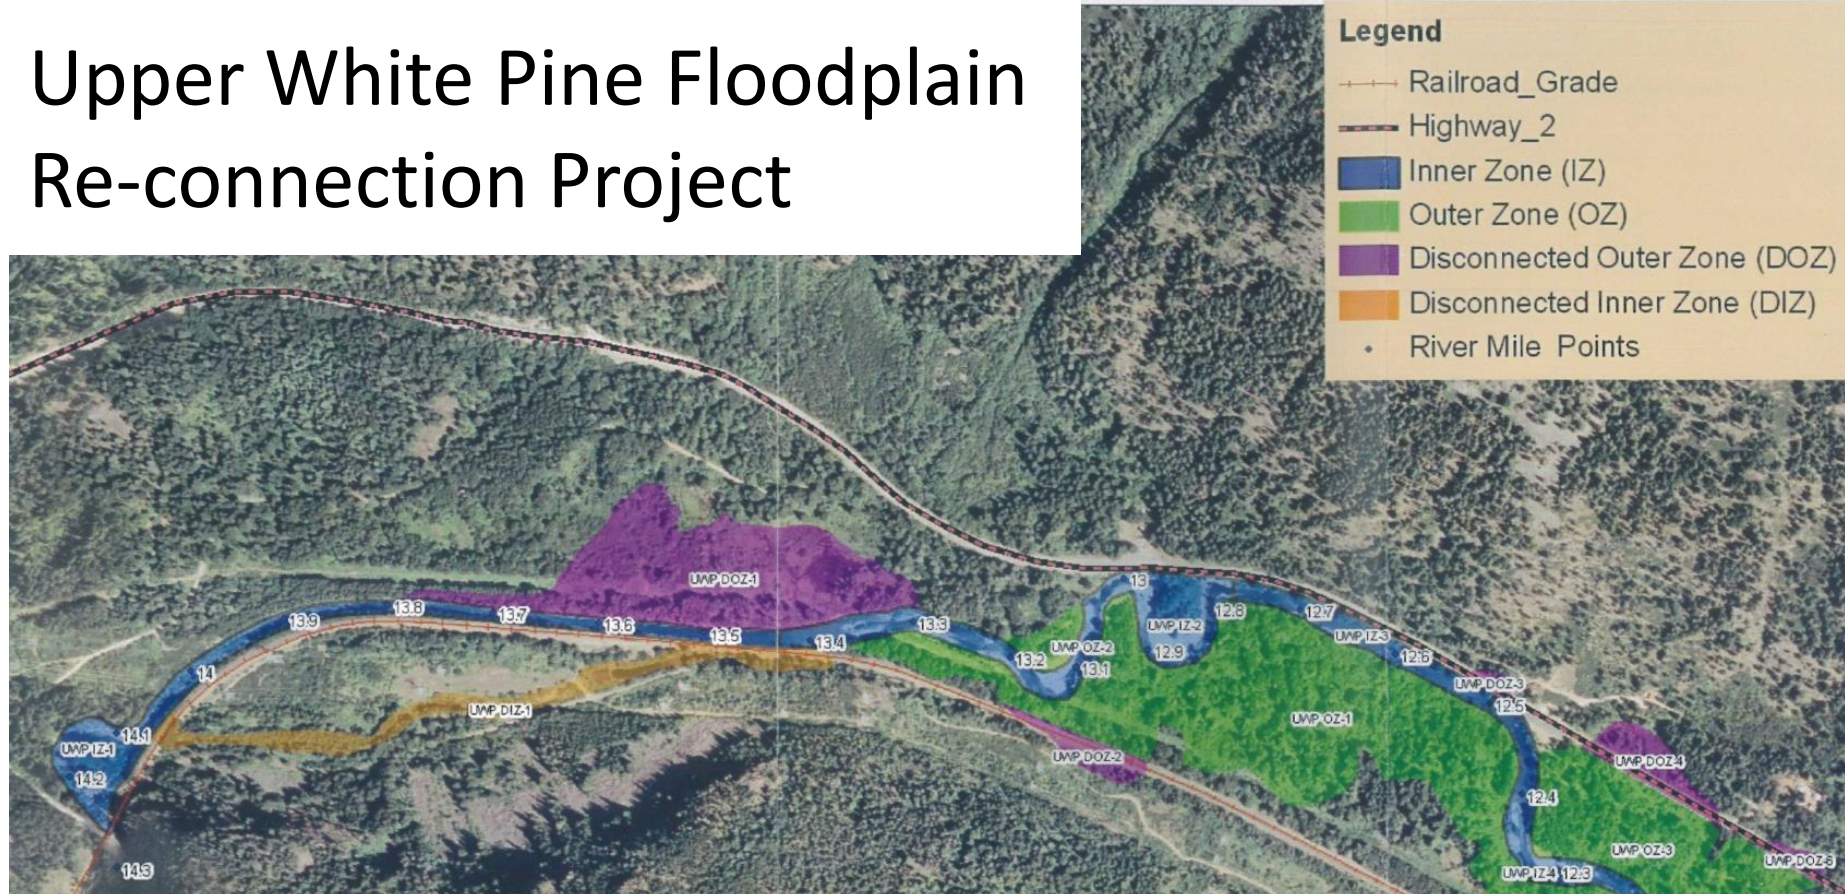 Upper White Pine Floodplain
Re-connection Project
Legend
Railroad_Grade
Highway_2
Inner Zone (IZ)
Outer Zone (OZ)
Disconnected Outer Zone (DOZ)
Disconnected Inner Zone (DIZ)
River Mile Points
UWP DOZ-1
13
13.9
13.8
13.7
13.6
13.5
13.4
13.3
12.8
12.7
UWP IZ-2
UWP IZ-3
UWP OZ-2
12.9
12.6
13.2
13.1
14
UWP DOZ-3
12.5
UWP DIZ-1
UWP OZ-1
14.1
UWP IZ-1
14.2
UWP DOZ-2
UWP DOZ-4
12.4
UWP OZ-3
UWP DOZ-5
14.3
UWP IZ-4
12.3